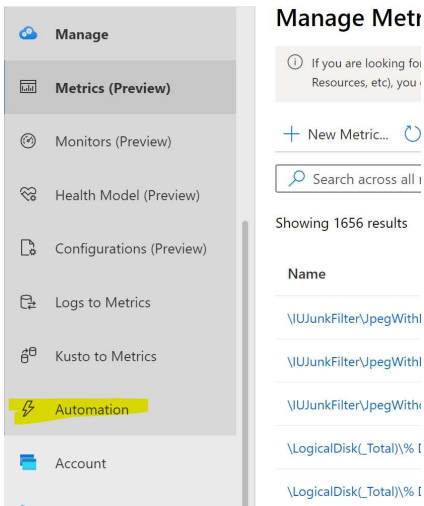 Manage
Metrics (Preview)
Monitors (Preview)
Health Model (Preview)
Configurations (Preview)
Logs to Metrics
Kusto to Metrics
Automation
Account
Manage Metr
If you are looking for
Resources, etc), you
New Metric...
Search across all
Showing 1656 results
Name
\IUJunkFilter\JpegWith
\IUJunkFilter\JpegWith
\IUJunkFilter\JpegWith
\LogicalDisk(_Total)\%
\LogicalDisk(_Total)\%